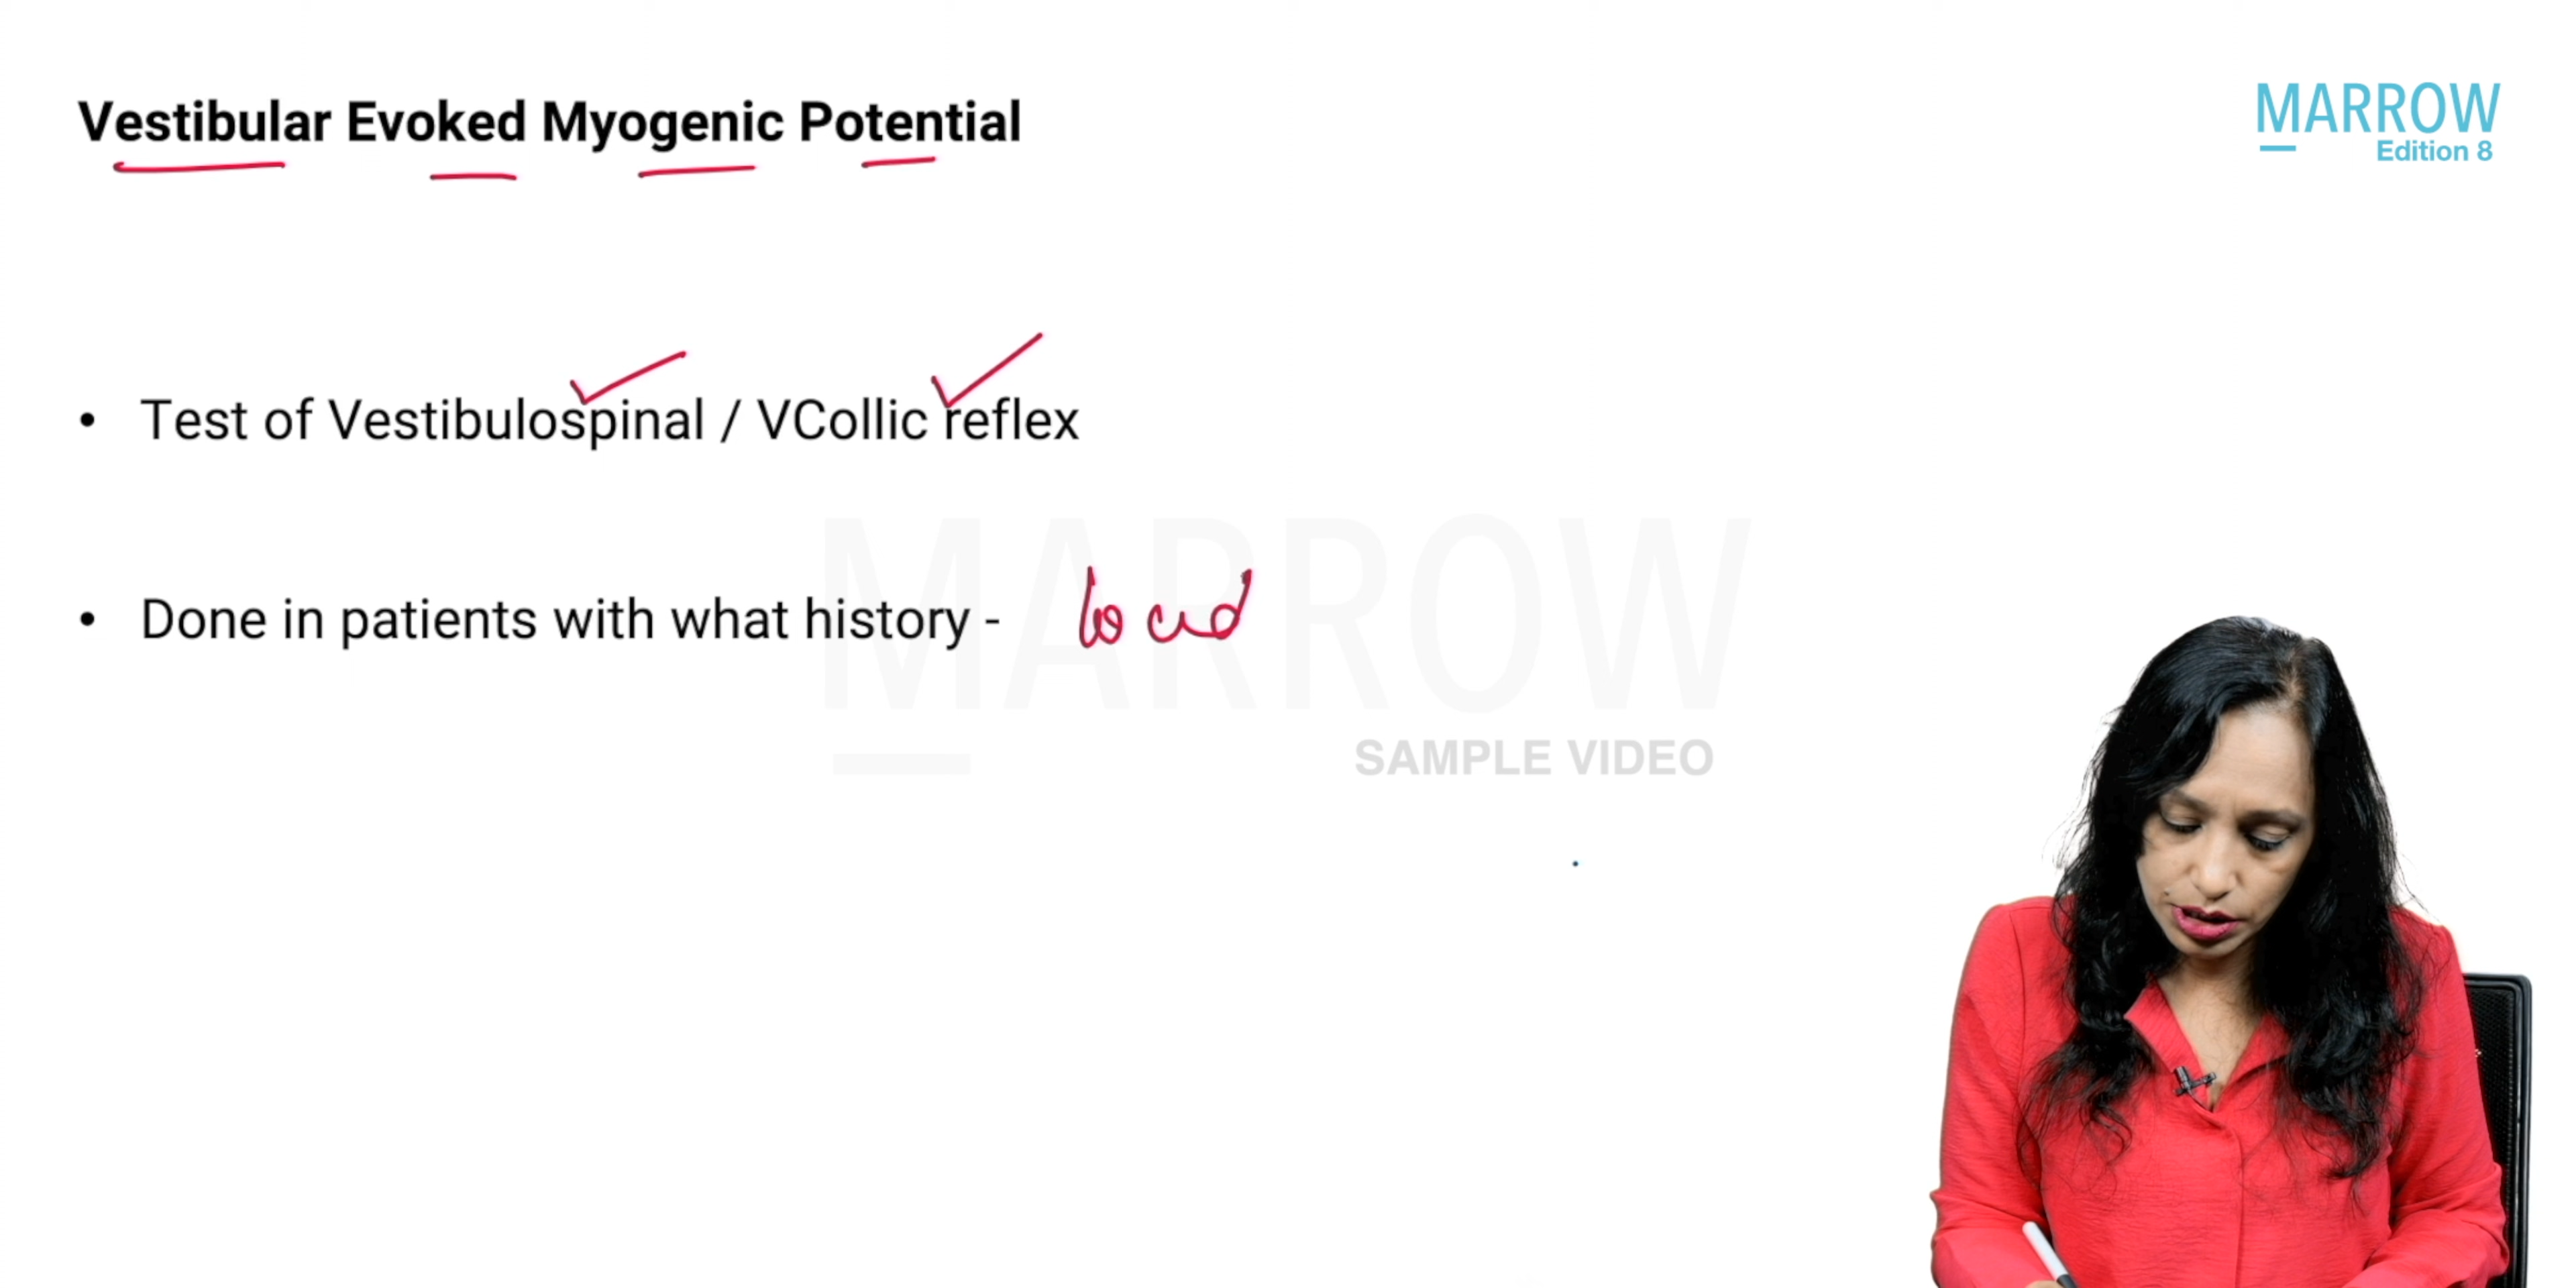 Vestibular Evoked Myogenic Potential
MARROW
Edition 8
• Test of Vestibulospinal / VCollic reflex
• Done in patients with what history - loud
MARROW
SAMPLE VIDEO